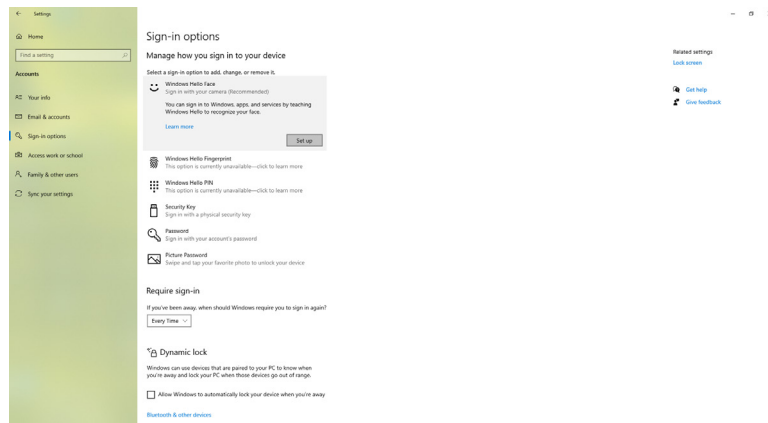 Settings
Home
Find a setting
Accounts
Your info
Email & accounts
Sign-in options
Access work or school
Family & other users
Sync your settings
Sign-in options
Manage how you sign in to your device
Select a sign-in option to add, change, or remove it.
Windows Hello Face
Sign in with your camera (Recommended)
You can sign in to Windows, apps, and services by teaching
Windows Hello to recognize your face.
Learn more
Set up
Windows Hello Fingerprint
This option is currently unavailable—click to learn more
Windows Hello PIN
This option is currently unavailable—click to learn more
Security Key
Sign in with a physical security key
Password
Sign in with your account's password
Picture Password
Swipe and tap your favorite photo to unlock your device
Require sign-in
If you've been away, when should Windows require you to sign in again?
Every Time
Dynamic lock
Windows can use devices that are paired to your PC to know when
you're away and lock your PC when those devices go out of range.
Allow Windows to automatically lock your device when you're away
Bluetooth & other devices
Related settings
Lock screen
Get help
Give feedback